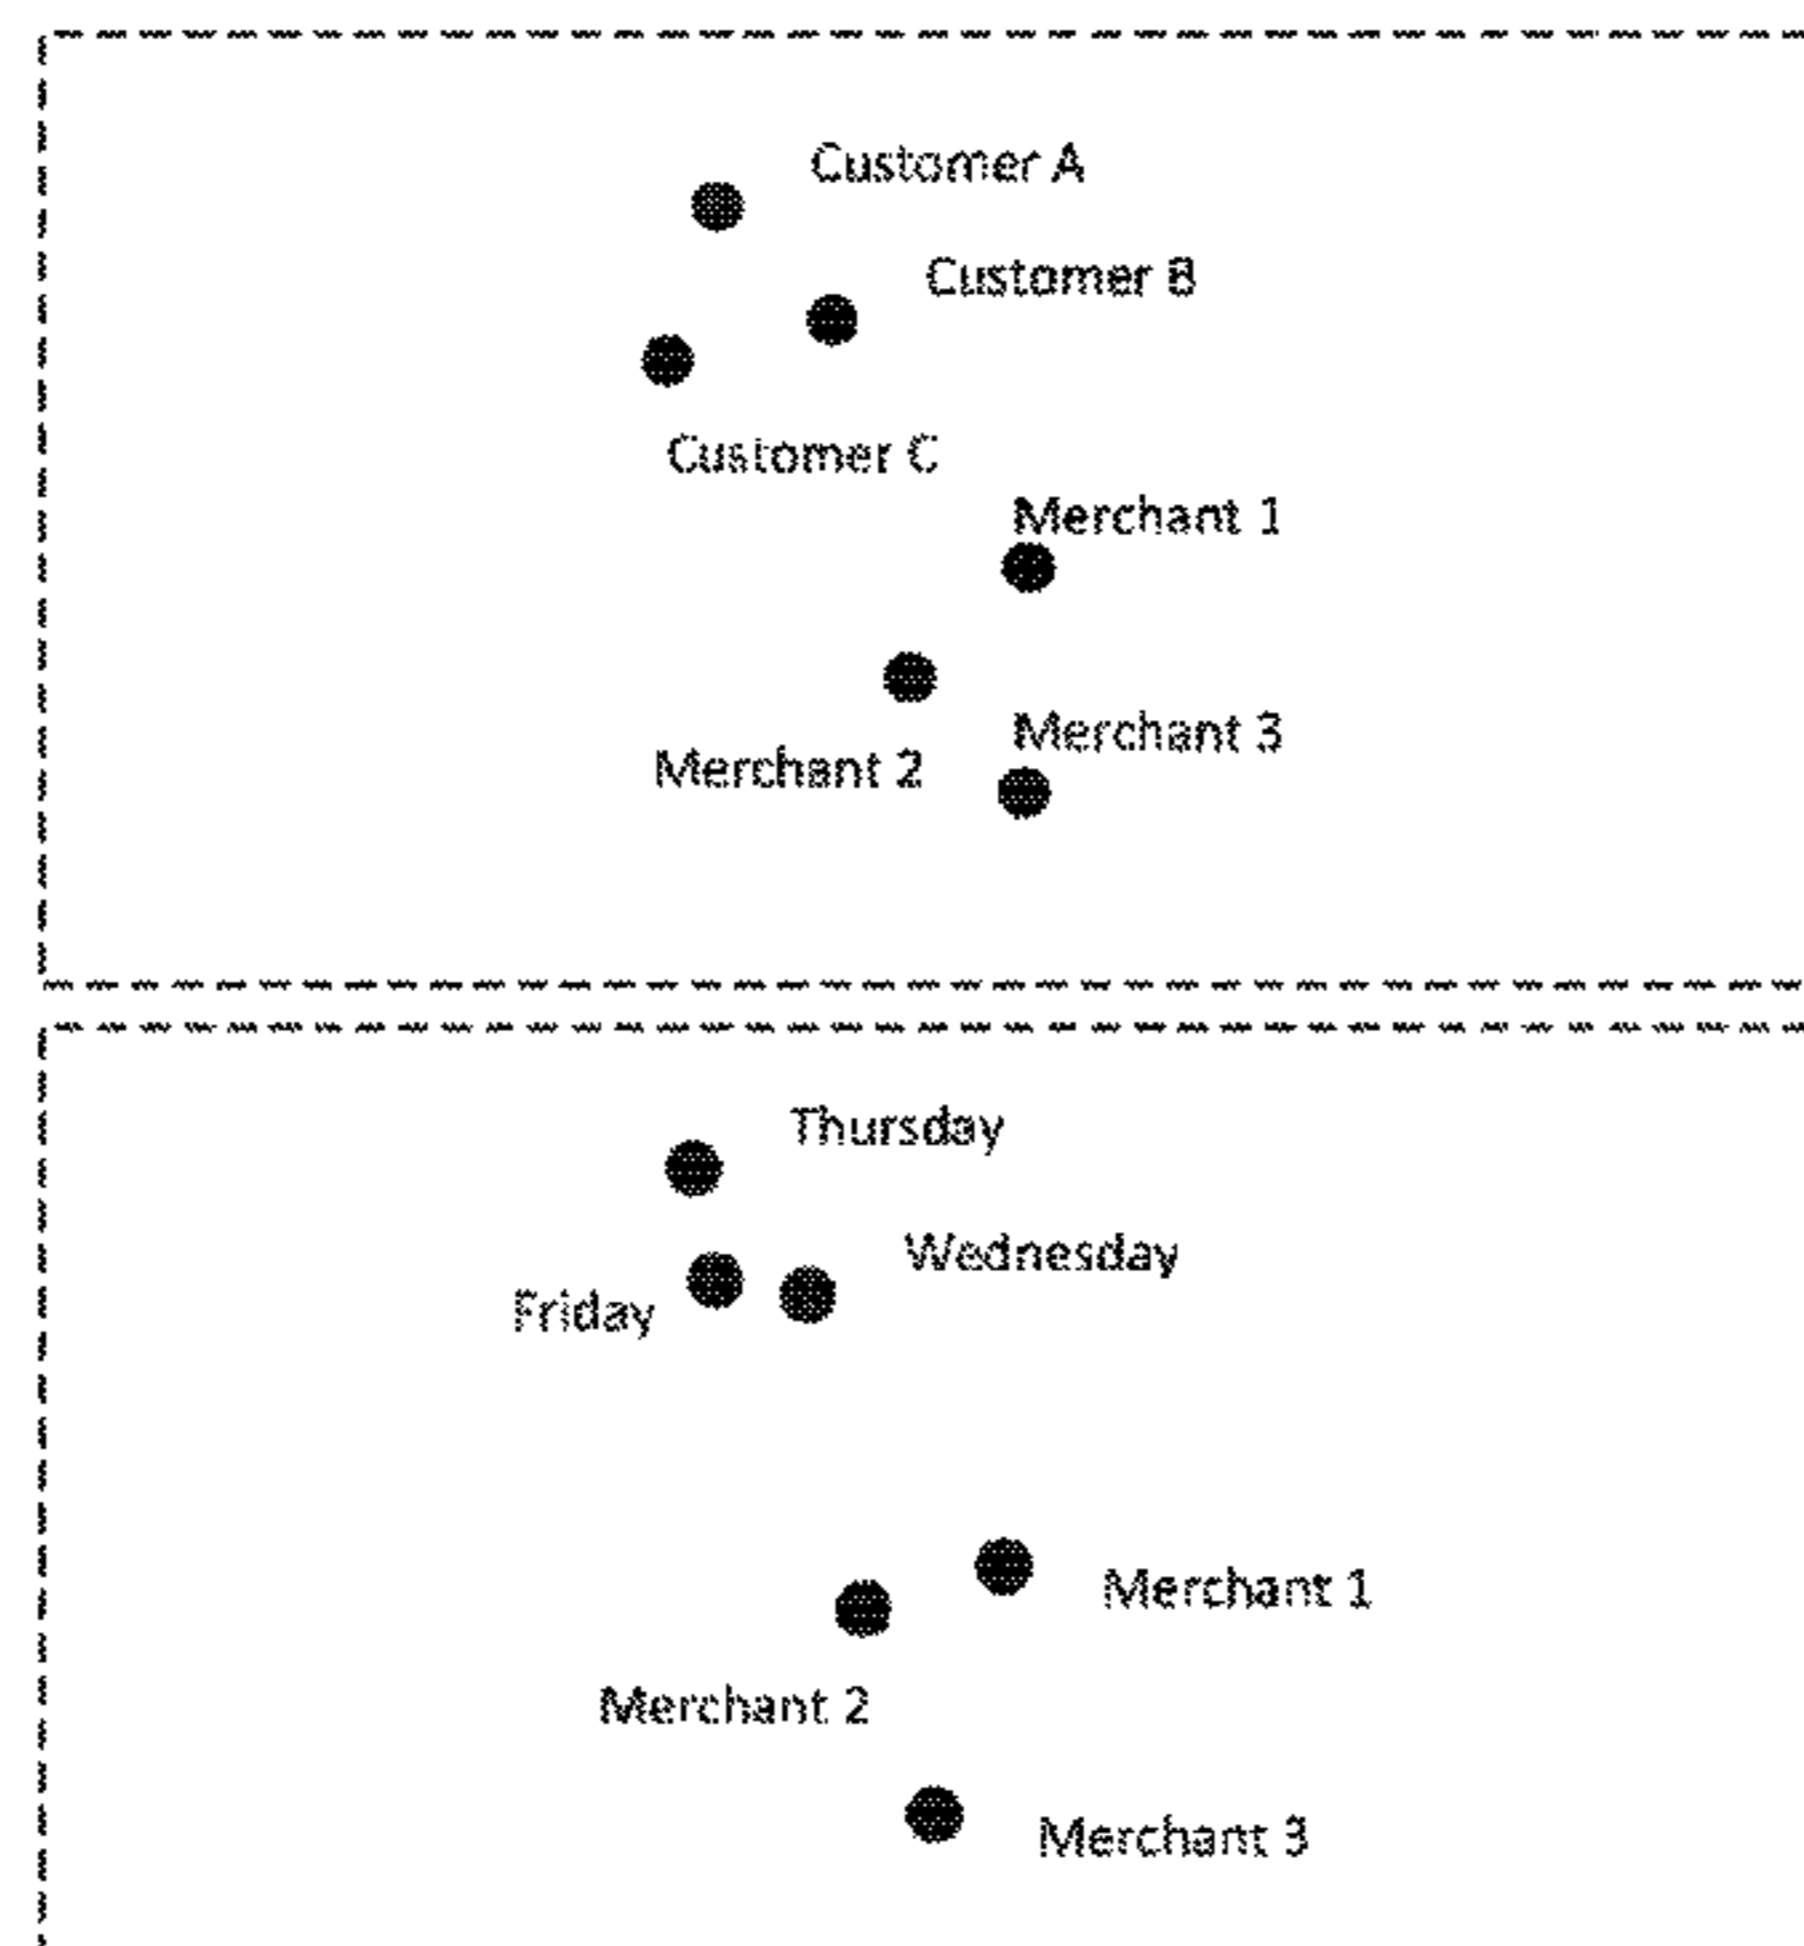 Customer A
Customer B
Customer C
Merchant 1
Merchant 3
Merchant 2
Thursday
Wednesday
Friday
Merchant 1
Merchant 2
Merchant 3